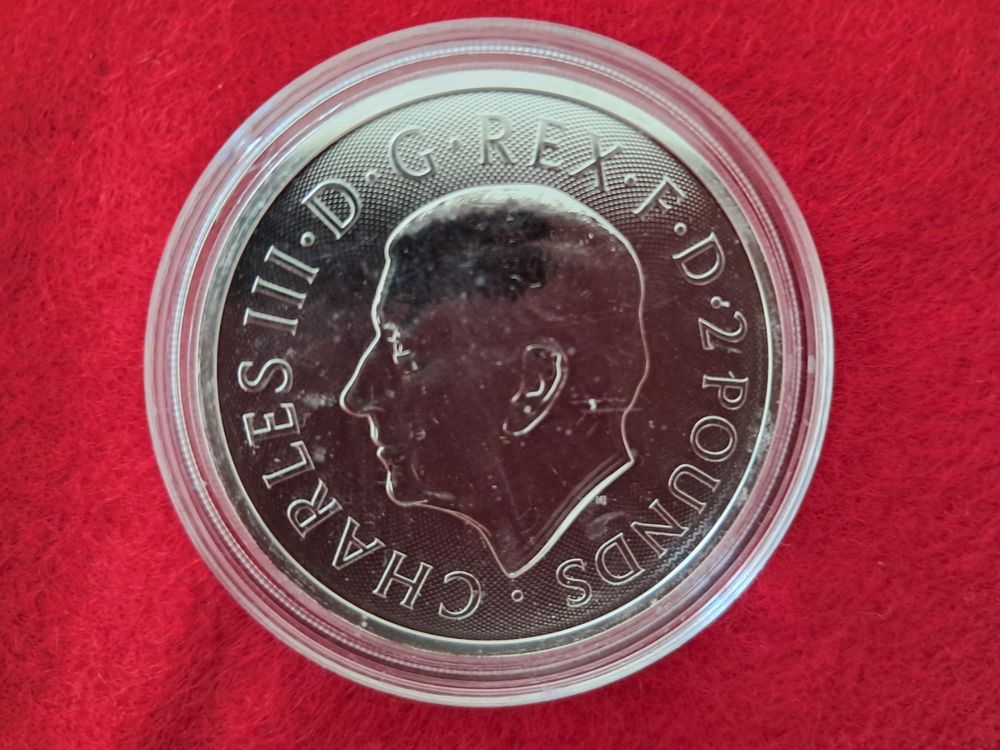 CHARLES III · D · G · REX · F · D · 2 POUNDS ·